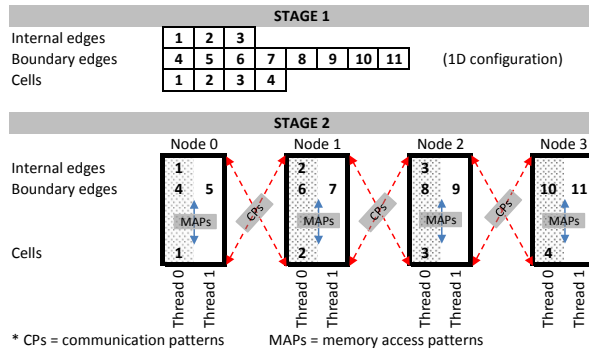 STAGE 1
Internal edges 1 2 3
Boundary edges 4 5 6 7 8 9 10 11 (1D configuration)
Cells 1 2 3 4
STAGE 2
Node 0 Node 1 Node 2 Node 3
Internal edges 1 2 3
Boundary edges 4 5 6 7 8 9 10 11
MAPs CPs MAPs CPs MAPs CPs MAPs
Cells 1 2 3 4
Thread 0 Thread 1 Thread 0 Thread 1 Thread 0 Thread 1 Thread 0 Thread 1
* CPs = communication patterns MAPs = memory access patterns